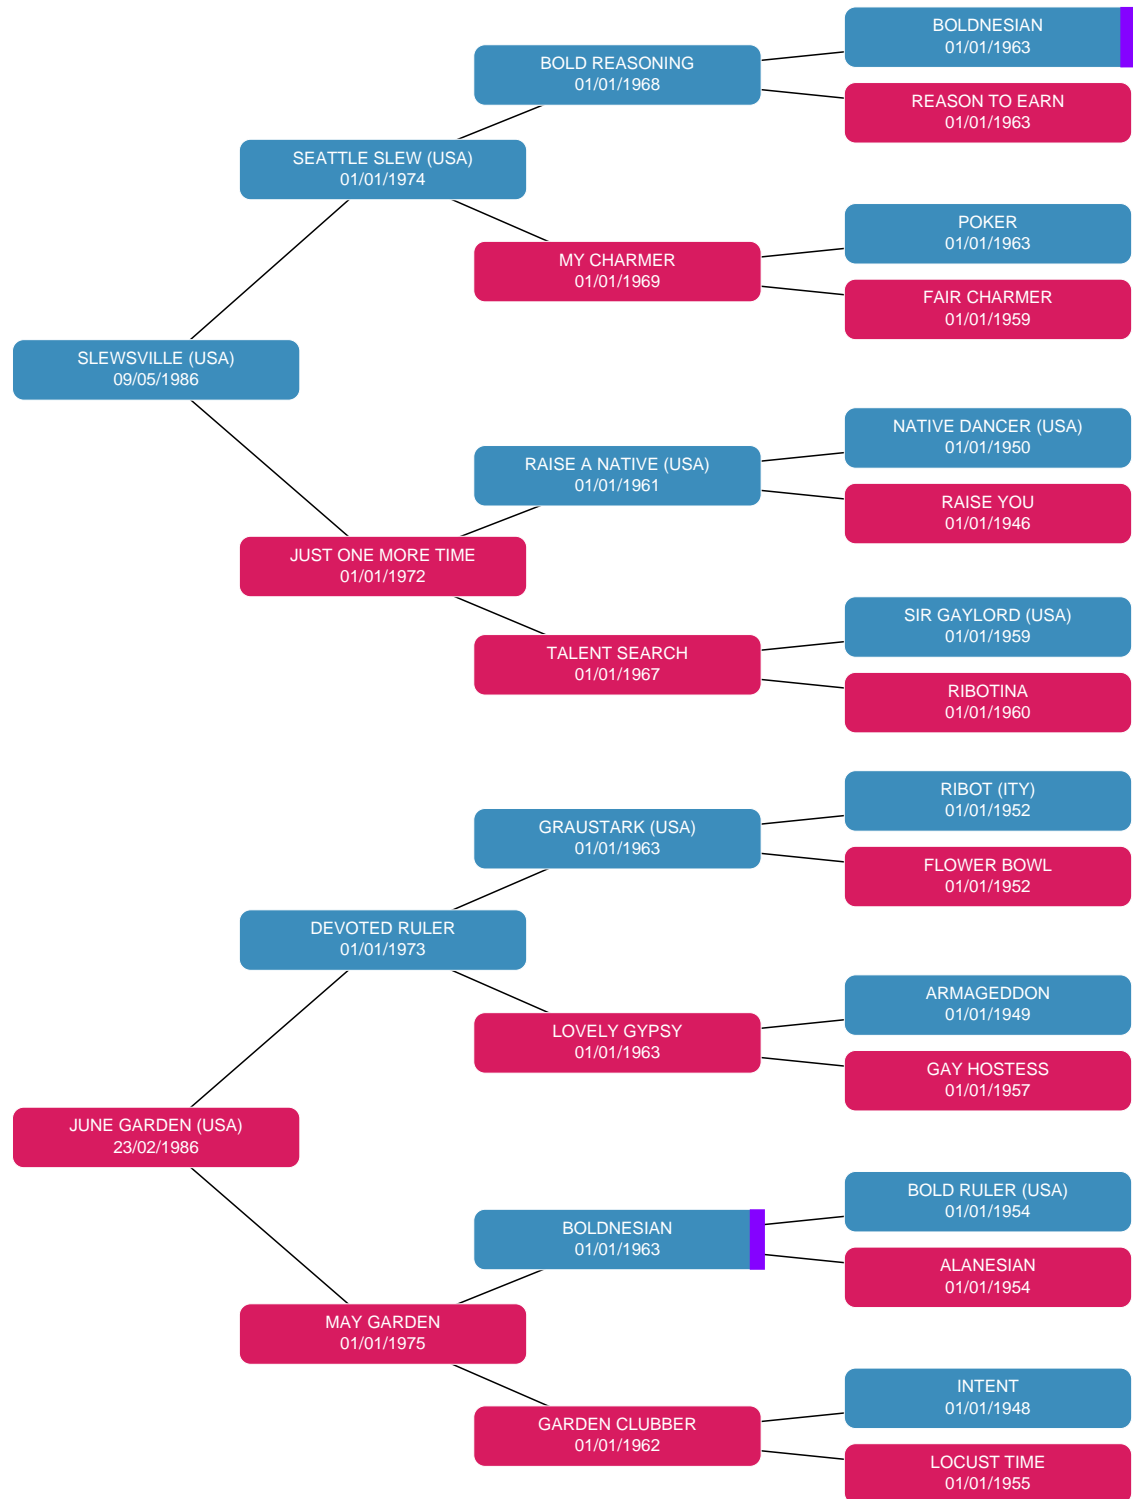 BOLDNESIAN
01/01/1963
BOLD REASONING
01/01/1968
REASON TO EARN
01/01/1963
SEATTLE SLEW (USA)
01/01/1974
POKER
01/01/1963
MY CHARMER
01/01/1969
FAIR CHARMER
01/01/1959
SLEWSVILLE (USA)
09/05/1986
NATIVE DANCER (USA)
01/01/1950
RAISE A NATIVE (USA)
01/01/1961
RAISE YOU
01/01/1946
JUST ONE MORE TIME
01/01/1972
SIR GAYLORD (USA)
01/01/1959
TALENT SEARCH
01/01/1967
RIBOTINA
01/01/1960
RIBOT (ITY)
01/01/1952
GRAUSTARK (USA)
01/01/1963
FLOWER BOWL
01/01/1952
DEVOTED RULER
01/01/1973
ARMAGEDDON
01/01/1949
LOVELY GYPSY
01/01/1963
GAY HOSTESS
01/01/1957
JUNE GARDEN (USA)
23/02/1986
BOLD RULER (USA)
01/01/1954
BOLDNESIAN
01/01/1963
ALANESIAN
01/01/1954
MAY GARDEN
01/01/1975
INTENT
01/01/1948
GARDEN CLUBBER
01/01/1962
LOCUST TIME
01/01/1955